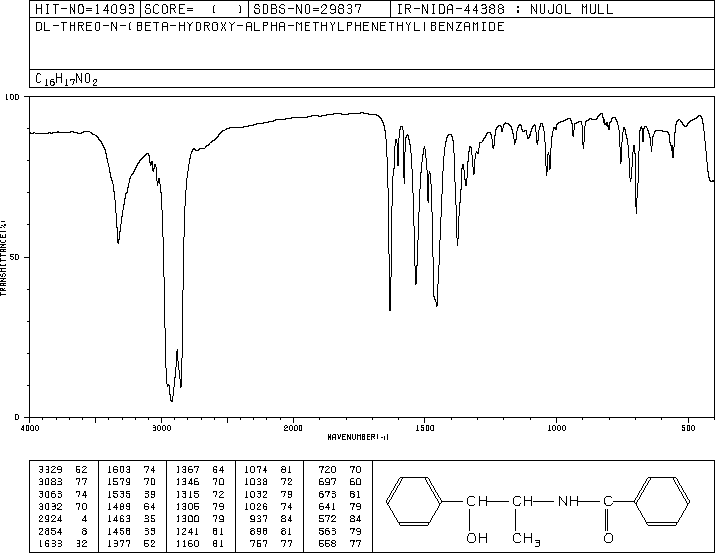 HIT-NO=14093 SCORE= ( ) SDBS-NO=29837 IR-NIDA-44388 : NUJOL MULL
DL-THREO-N-(BETA-HYDROXY-ALPHA-METHYLPHENETHYL)BENZAMIDE
C16H17NO2
100
50
0
TRANSMITTANCE(%)
4000 3000 2000 1500 1000 500
WAVENUMBER(-1)
3329 52 1603 74 1367 64 1074 81 720 70
3083 77 1579 70 1346 70 1038 72 697 60
3063 74 1535 39 1315 72 1032 79 673 81
3032 70 1489 64 1305 79 1026 74 641 79
2924 4 1463 35 1300 79 937 84 572 84
2854 8 1458 39 1241 81 898 81 563 79
1633 32 1377 52 1160 81 757 77 558 77
CH CH NH C
OH CH3 O